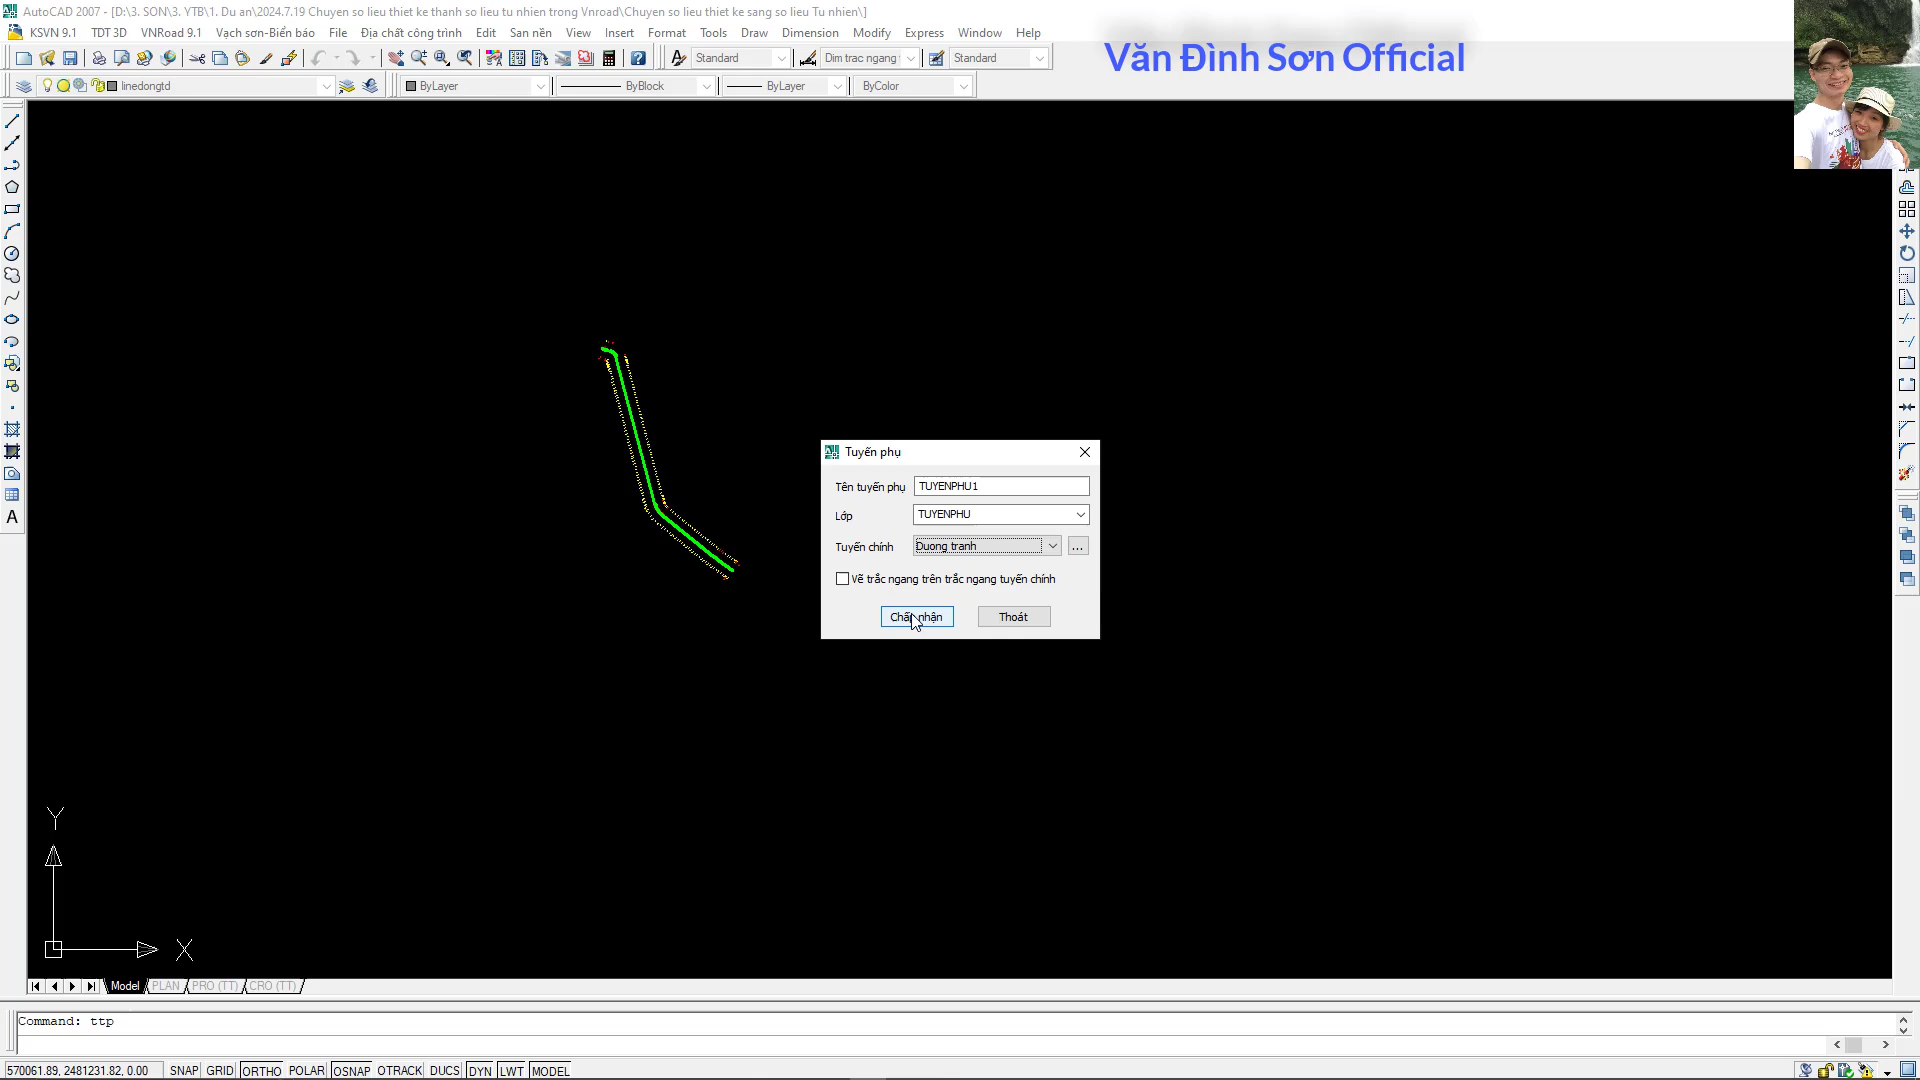 AutoCAD 2007 - [D:\3. SON\3. YTB\1. Du an\2024.7.19 Chuyen so lieu thiet ke thanh so lieu tu nhien trong Vnroad\Chuyen so lieu thiet ke sang so lieu Tu nhien\]
KSVN 9.1 TDT 3D VNRoad 9.1 Vạch sơn-Biển báo File Địa chất công trình Edit San nền View Insert Format Tools Draw Dimension Modify Express Window Help
Văn Đình Sơn Official
Standard Dim trac ngang Standard
linedongtd ByLayer ByBlock ByLayer ByColor
A
Tuyến phụ
Tên tuyến phụ TUYENPHU1
Lớp TUYENPHU
Tuyến chính Duong tranh ...
Vẽ trắc ngang trên trắc ngang tuyến chính
Chấp nhận Thoát
Y
X
Model PLAN PRO (TT) CRO (TT)
Command: ttp
570061.89, 2481231.82, 0.00 SNAP GRID ORTHO POLAR OSNAP OTRACK DUCS DYN LWT MODEL